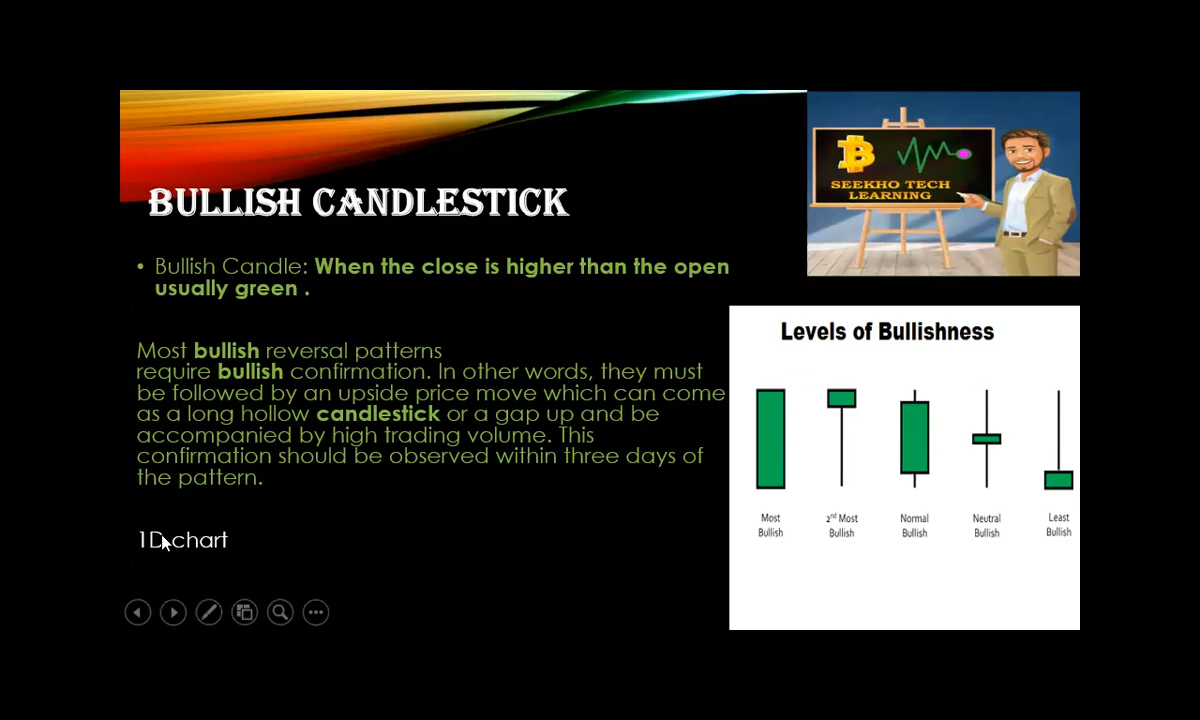 BULLISH CANDLESTICK
SEEKHO TECH
LEARNING
• Bullish Candle: When the close is higher than the open
usually green .
Most bullish reversal patterns
require bullish confirmation. In other words, they must
be followed by an upside price move which can come
as a long hollow candlestick or a gap up and be
accompanied by high trading volume. This
confirmation should be observed within three days of
the pattern.
1D chart
Levels of Bullishness
Most
Bullish
2nd Most
Bullish
Normal
Bullish
Neutral
Bullish
Least
Bullish